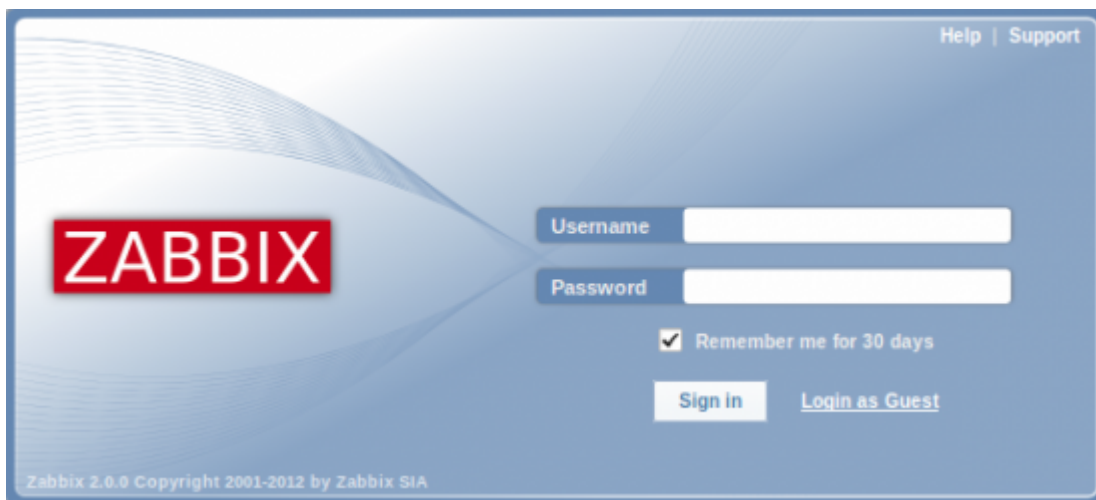 Help | Support
ZABBIX
Username
Password
Remember me for 30 days
Sign in Login as Guest
Zabbix 2.0.0 Copyright 2001-2012 by Zabbix SIA